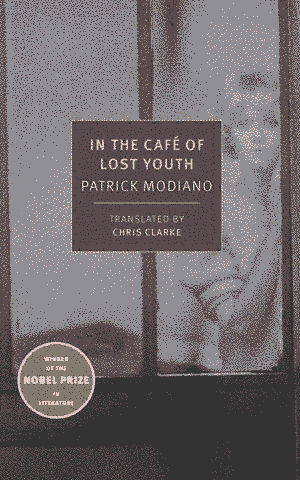 IN THE CAFÉ OF
LOST YOUTH
PATRICK MODIANO
TRANSLATED BY
CHRIS CLARKE
WINNER
OF THE
NOBEL PRIZE
IN
LITERATURE